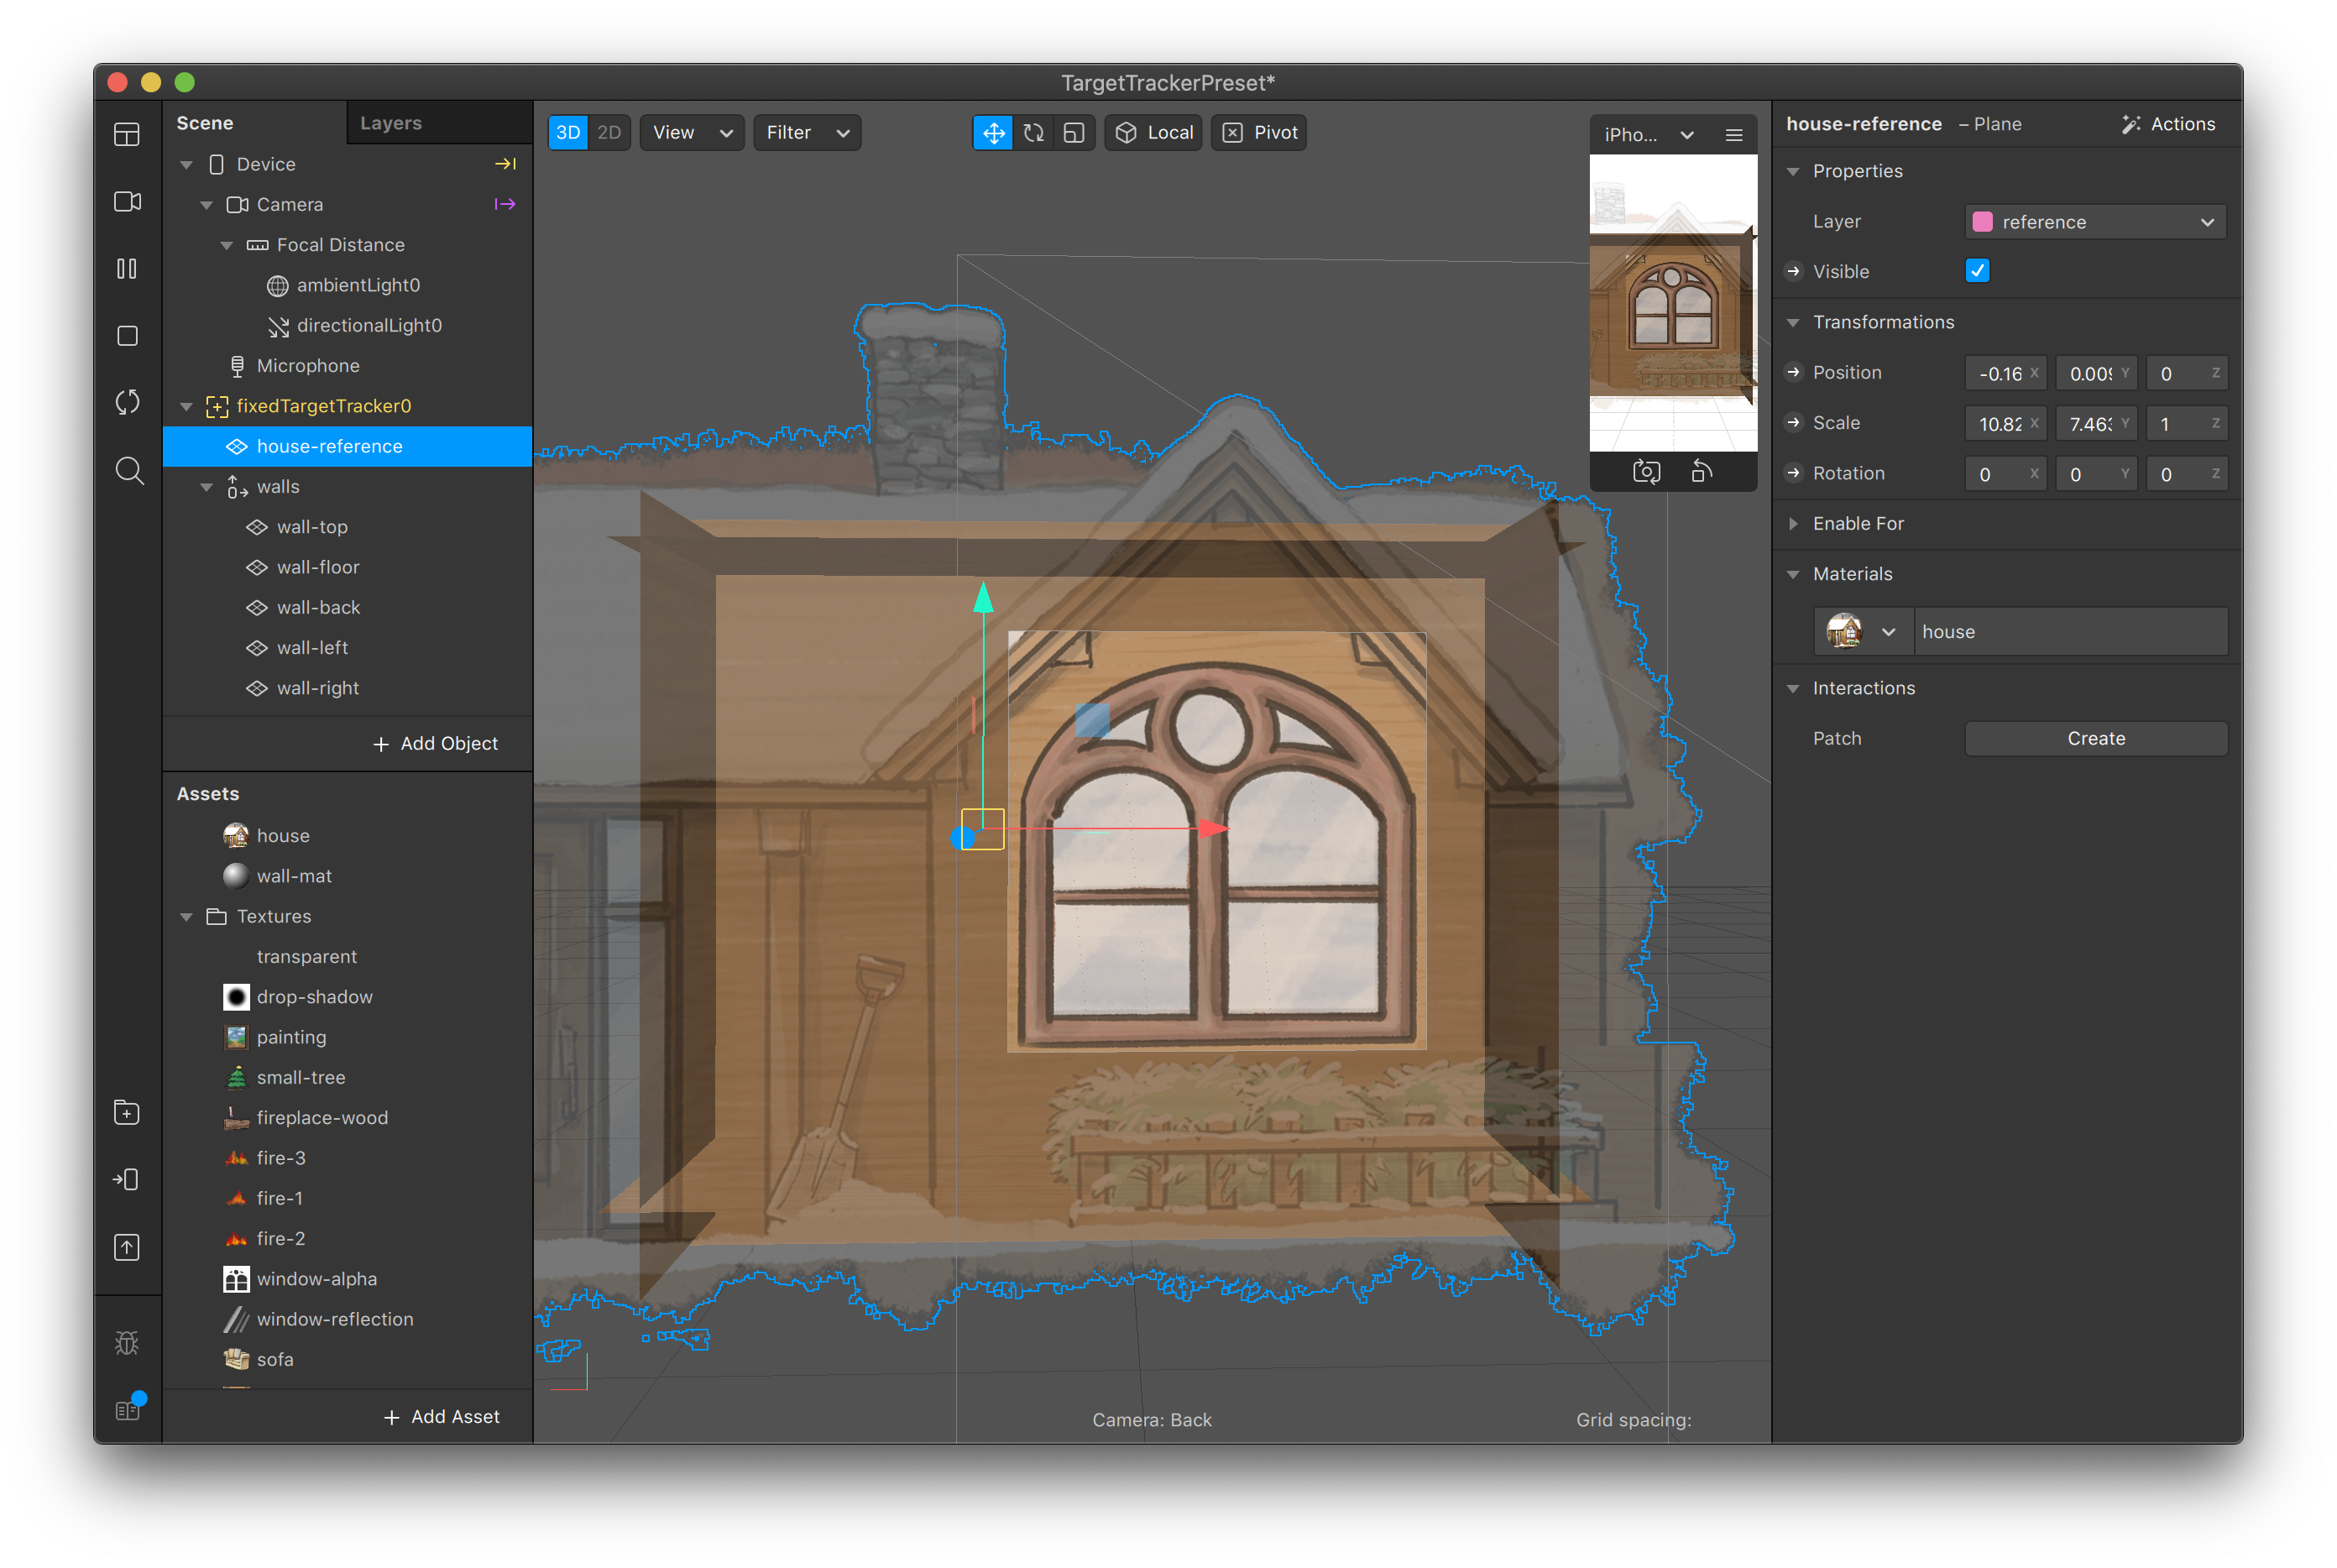 TargetTrackerPreset*
Scene
Layers
Device
Camera
Focal Distance
ambientLight0
directionalLight0
Microphone
fixedTargetTracker0
house-reference
walls
wall-top
wall-floor
wall-back
wall-left
wall-right
+ Add Object
Assets
house
wall-mat
Textures
transparent
drop-shadow
painting
small-tree
fireplace-wood
fire-3
fire-1
fire-2
window-alpha
window-reflection
sofa
+ Add Asset
3D 2D View Filter Local Pivot
iPho...
Camera: Back
Grid spacing:
house-reference – Plane Actions
Properties
Layer reference
Visible
Transformations
Position -0.16 X 0.009 Y 0 Z
Scale 10.82 X 7.463 Y 1 Z
Rotation 0 X 0 Y 0 Z
Enable For
Materials
house
Interactions
Patch Create